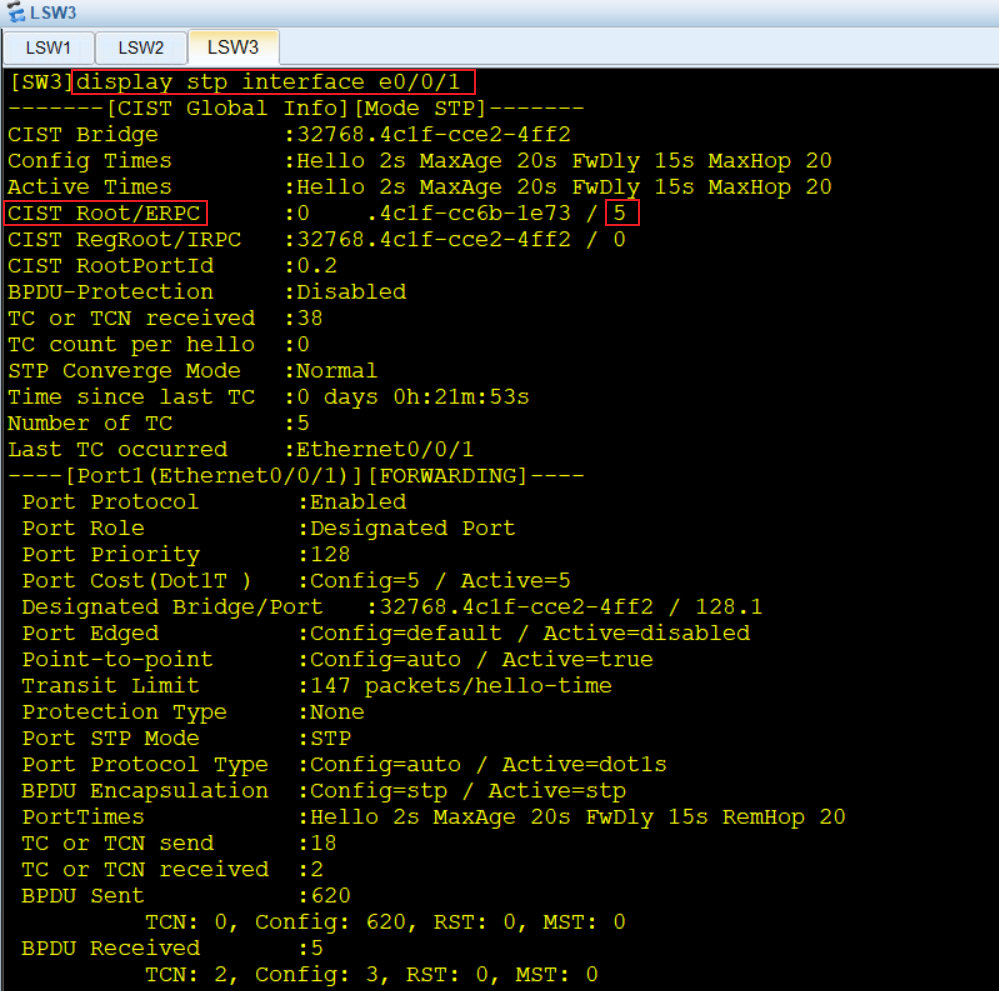 LSW3
LSW1 LSW2 LSW3
[SW3]display stp interface e0/0/1
-------[CIST Global Info][Mode STP]-------
CIST Bridge         :32768.4c1f-cce2-4ff2
Config Times        :Hello 2s MaxAge 20s FwDly 15s MaxHop 20
Active Times        :Hello 2s MaxAge 20s FwDly 15s MaxHop 20
CIST Root/ERPC      :0    .4c1f-cc6b-1e73 / 5
CIST RegRoot/IRPC   :32768.4c1f-cce2-4ff2 / 0
CIST RootPortId     :0.2
BPDU-Protection     :Disabled
TC or TCN received  :38
TC count per hello  :0
STP Converge Mode   :Normal
Time since last TC  :0 days 0h:21m:53s
Number of TC        :5
Last TC occurred    :Ethernet0/0/1
----[Port1(Ethernet0/0/1)][FORWARDING]----
 Port Protocol       :Enabled
 Port Role           :Designated Port
 Port Priority       :128
 Port Cost(Dot1T )   :Config=5 / Active=5
 Designated Bridge/Port   :32768.4c1f-cce2-4ff2 / 128.1
 Port Edged          :Config=default / Active=disabled
 Point-to-point      :Config=auto / Active=true
 Transit Limit       :147 packets/hello-time
 Protection Type     :None
 Port STP Mode       :STP
 Port Protocol Type  :Config=auto / Active=dot1s
 BPDU Encapsulation  :Config=stp / Active=stp
 PortTimes           :Hello 2s MaxAge 20s FwDly 15s RemHop 20
 TC or TCN send      :18
 TC or TCN received  :2
 BPDU Sent           :620
          TCN: 0, Config: 620, RST: 0, MST: 0
 BPDU Received       :5
          TCN: 2, Config: 3, RST: 0, MST: 0